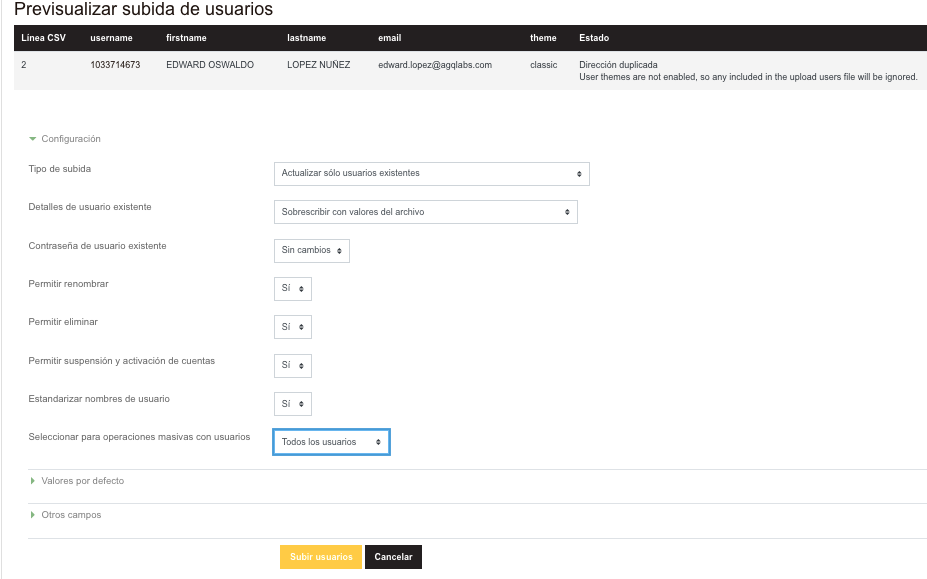 Previsualizar subida de usuarios
Línea CSV username firstname lastname email theme Estado
2 1033714673 EDWARD OSWALDO LOPEZ NUÑEZ edward.lopez@agqlabs.com classic Dirección duplicada
User themes are not enabled, so any included in the upload users file will be ignored.
Configuración
Tipo de subida Actualizar sólo usuarios existentes
Detalles de usuario existente Sobrescribir con valores del archivo
Contraseña de usuario existente Sin cambios
Permitir renombrar Sí
Permitir eliminar Sí
Permitir suspensión y activación de cuentas Sí
Estandarizar nombres de usuario Sí
Seleccionar para operaciones masivas con usuarios Todos los usuarios
Valores por defecto
Otros campos
Subir usuarios Cancelar